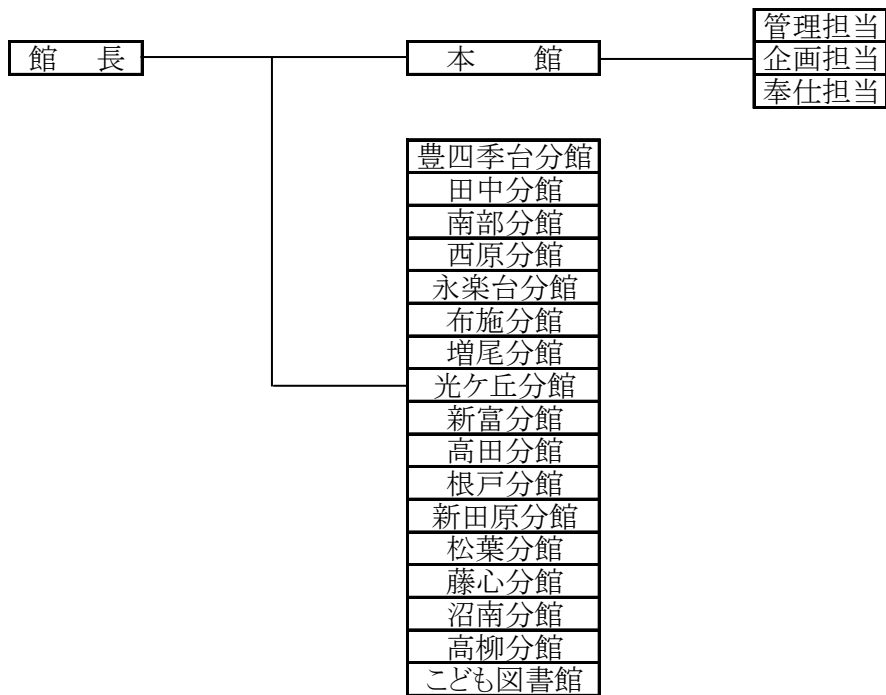 館　長
本　館
管理担当
企画担当
奉仕担当
豊四季台分館
田中分館
南部分館
西原分館
永楽台分館
布施分館
増尾分館
光ケ丘分館
新富分館
高田分館
根戸分館
新田原分館
松葉分館
藤心分館
沼南分館
高柳分館
こども図書館